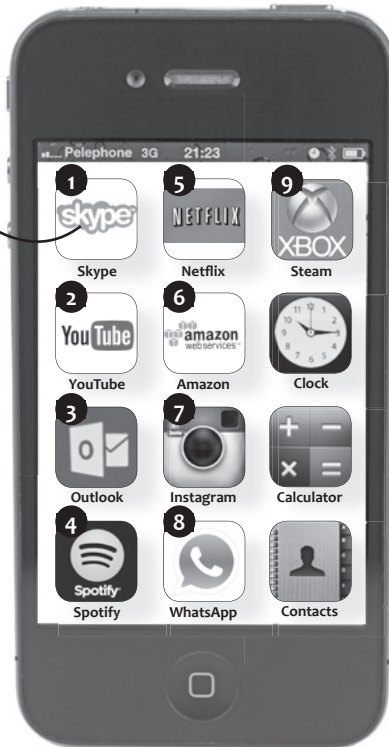 Pelephone 3G 21:23
1 5 9
skype NETFLIX XBOX
Skype Netflix Steam
2 6
You Tube amazon webservices 10 11 12 1 2 3 4 5 6 7 8 9
YouTube Amazon Clock
3 7
o + − × =
Outlook Instagram Calculator
4 8
Spotify
Spotify WhatsApp Contacts